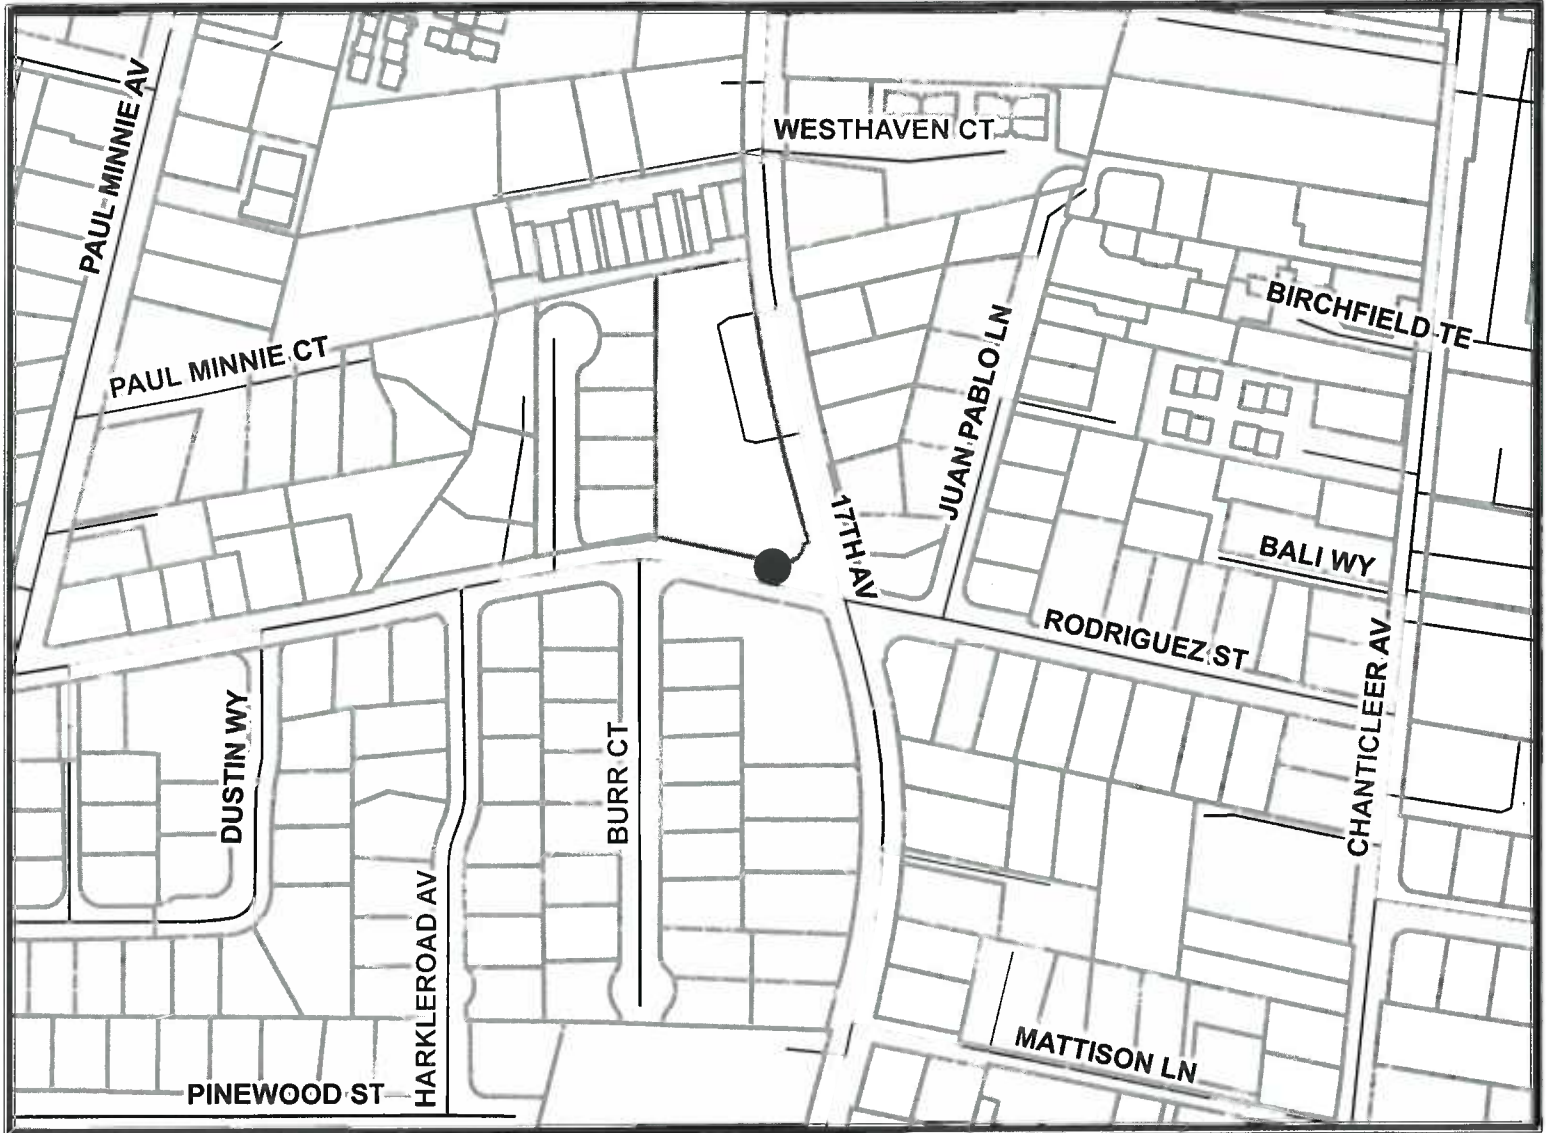 PAUL MINNIE AV
WESTHAVEN CT
BIRCHFIELD TE
PAUL MINNIE CT
JUAN PABLO LN
17TH AV
BALI WY
RODRIGUEZ ST
CHANTICLEER AV
DUSTIN WY
BURR CT
HARKLEROAD AV
MATTISON LN
PINEWOOD ST